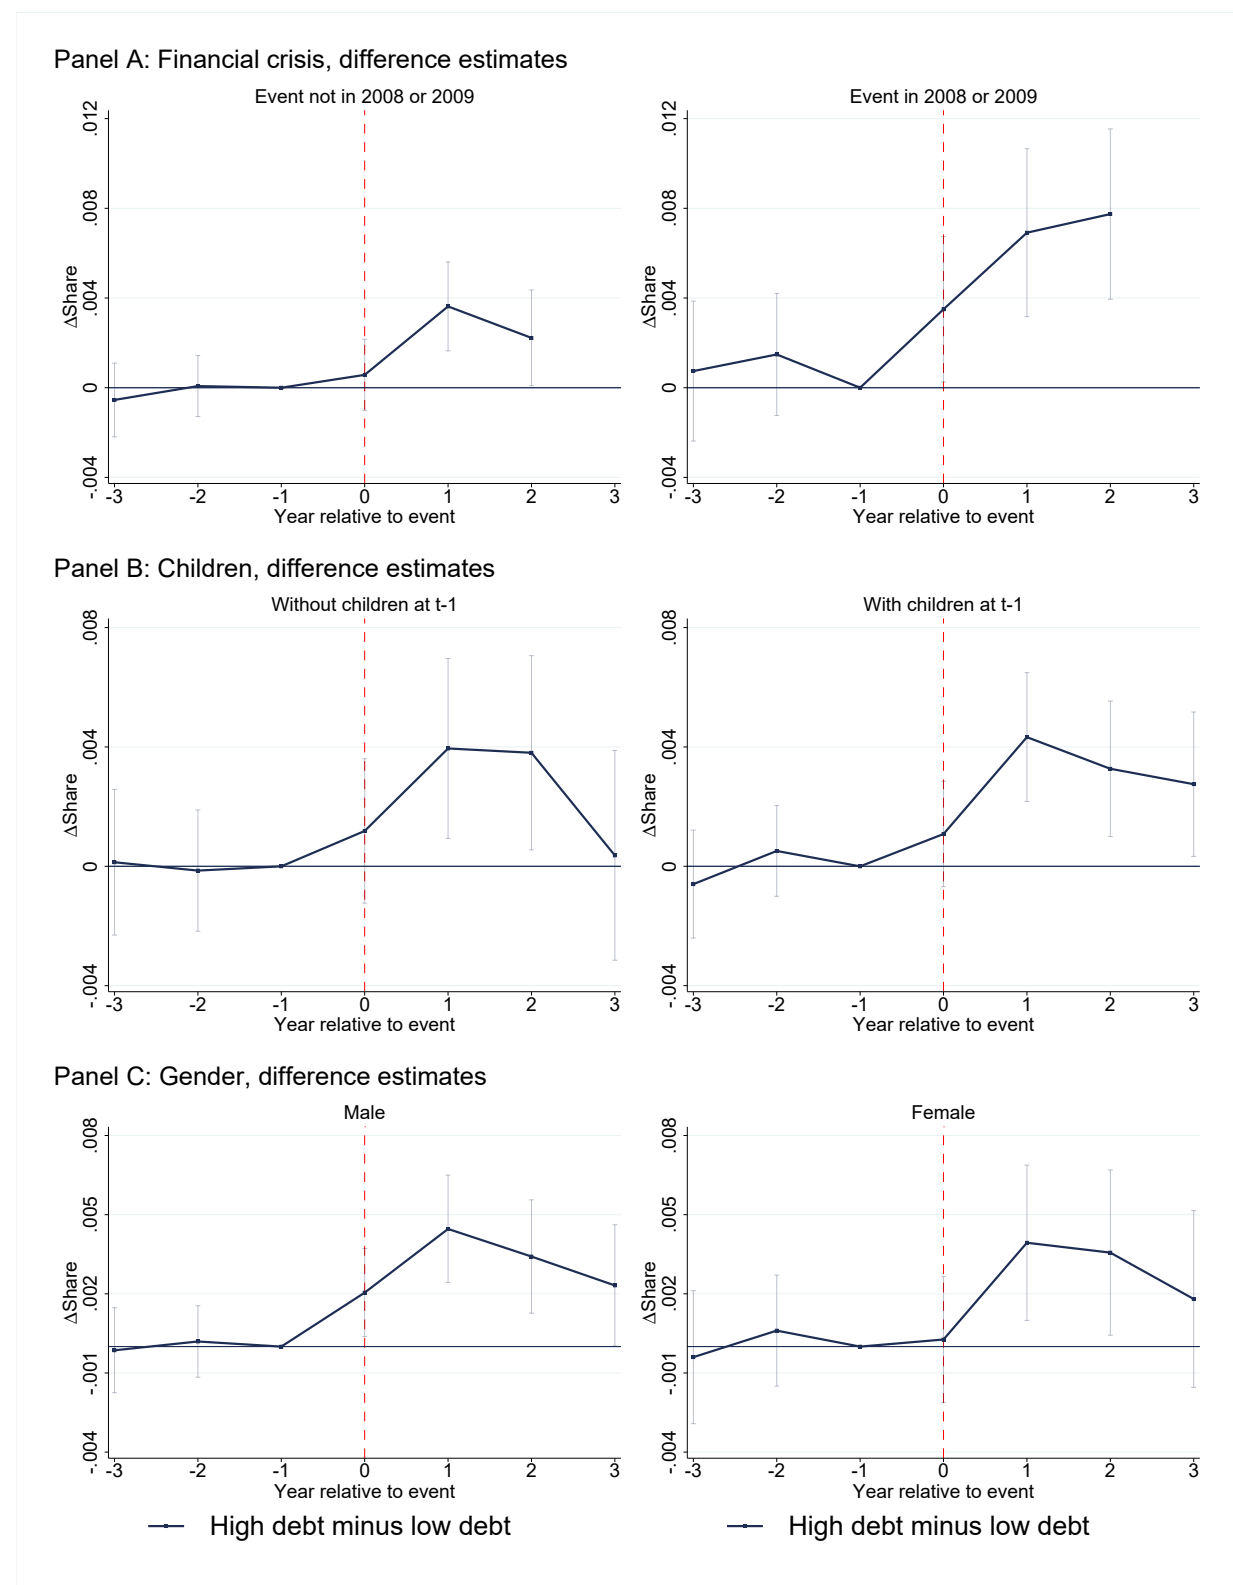 Panel A: Financial crisis, difference estimates
Event not in 2008 or 2009
ΔShare
.012
.008
.004
0
-.004
-3 -2 -1 0 1 2 3
Year relative to event
Event in 2008 or 2009
ΔShare
.012
.008
.004
0
-.004
-3 -2 -1 0 1 2 3
Year relative to event
Panel B: Children, difference estimates
Without children at t-1
ΔShare
.008
.004
0
-.004
-3 -2 -1 0 1 2 3
Year relative to event
With children at t-1
ΔShare
.008
.004
0
-.004
-3 -2 -1 0 1 2 3
Year relative to event
Panel C: Gender, difference estimates
Male
ΔShare
.008
.005
.002
-.001
-.004
-3 -2 -1 0 1 2 3
Year relative to event
High debt minus low debt
Female
ΔShare
.008
.005
.002
-.001
-.004
-3 -2 -1 0 1 2 3
Year relative to event
High debt minus low debt